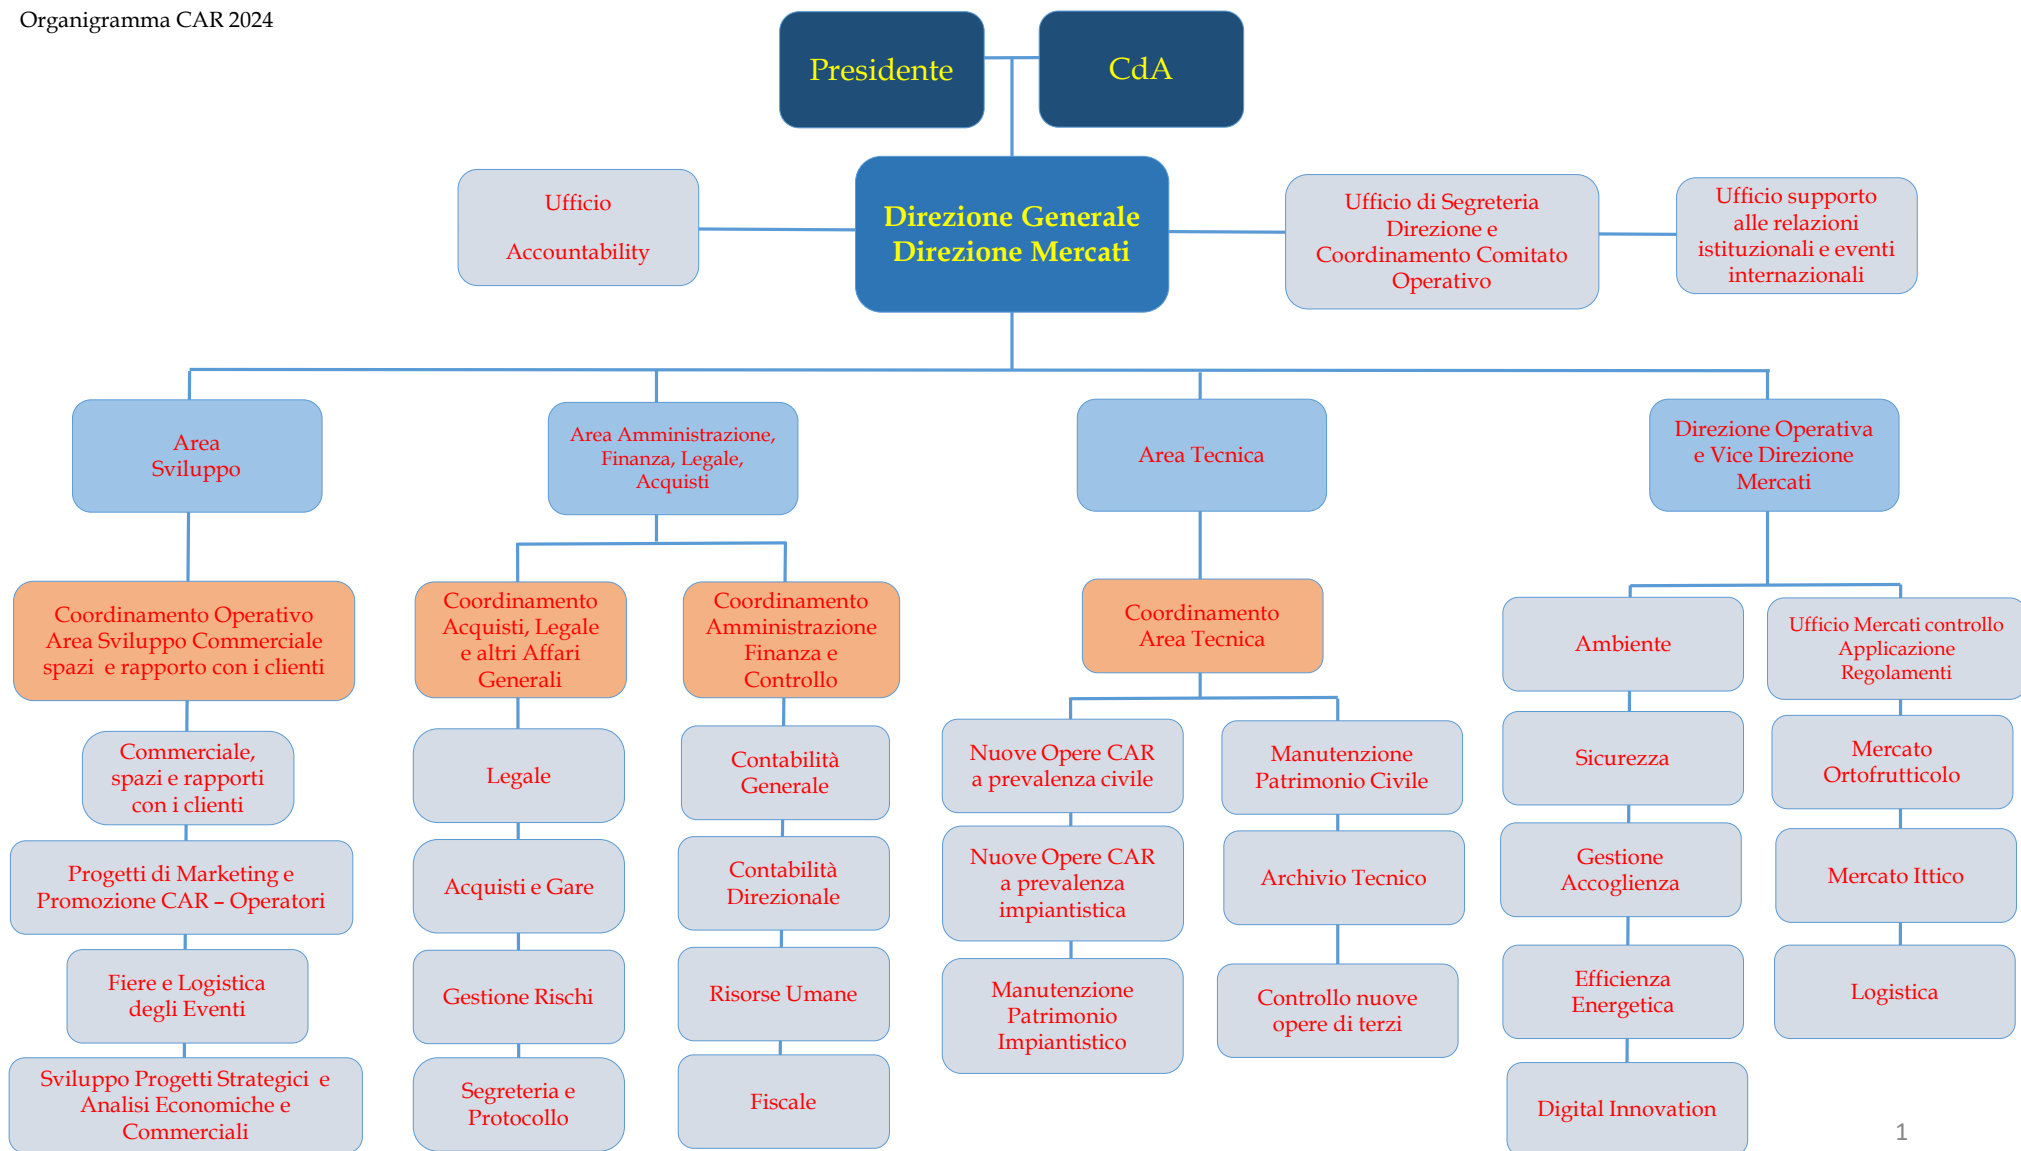 Organigramma CAR 2024
Presidente
CdA
Ufficio
Accountability
Direzione Generale
Direzione Mercati
Ufficio di Segreteria
Direzione e
Coordinamento Comitato
Operativo
Ufficio supporto
alle relazioni
istituzionali e eventi
internazionali
Area
Sviluppo
Area Amministrazione,
Finanza, Legale,
Acquisti
Area Tecnica
Direzione Operativa
e Vice Direzione
Mercati
Coordinamento Operativo
Area Sviluppo Commerciale
spazi e rapporto con i clienti
Commerciale,
spazi e rapporti
con i clienti
Progetti di Marketing e
Promozione CAR – Operatori
Fiere e Logistica
degli Eventi
Sviluppo Progetti Strategici e
Analisi Economiche e
Commerciali
Coordinamento
Acquisti, Legale
e altri Affari
Generali
Legale
Acquisti e Gare
Gestione Rischi
Segreteria e
Protocollo
Coordinamento
Amministrazione
Finanza e
Controllo
Contabilità
Generale
Contabilità
Direzionale
Risorse Umane
Fiscale
Coordinamento
Area Tecnica
Nuove Opere CAR
a prevalenza civile
Nuove Opere CAR
a prevalenza
impiantistica
Manutenzione
Patrimonio
Impiantistico
Manutenzione
Patrimonio Civile
Archivio Tecnico
Controllo nuove
opere di terzi
Ambiente
Sicurezza
Gestione
Accoglienza
Efficienza
Energetica
Digital Innovation
Ufficio Mercati controllo
Applicazione
Regolamenti
Mercato
Ortofrutticolo
Mercato Ittico
Logistica
1